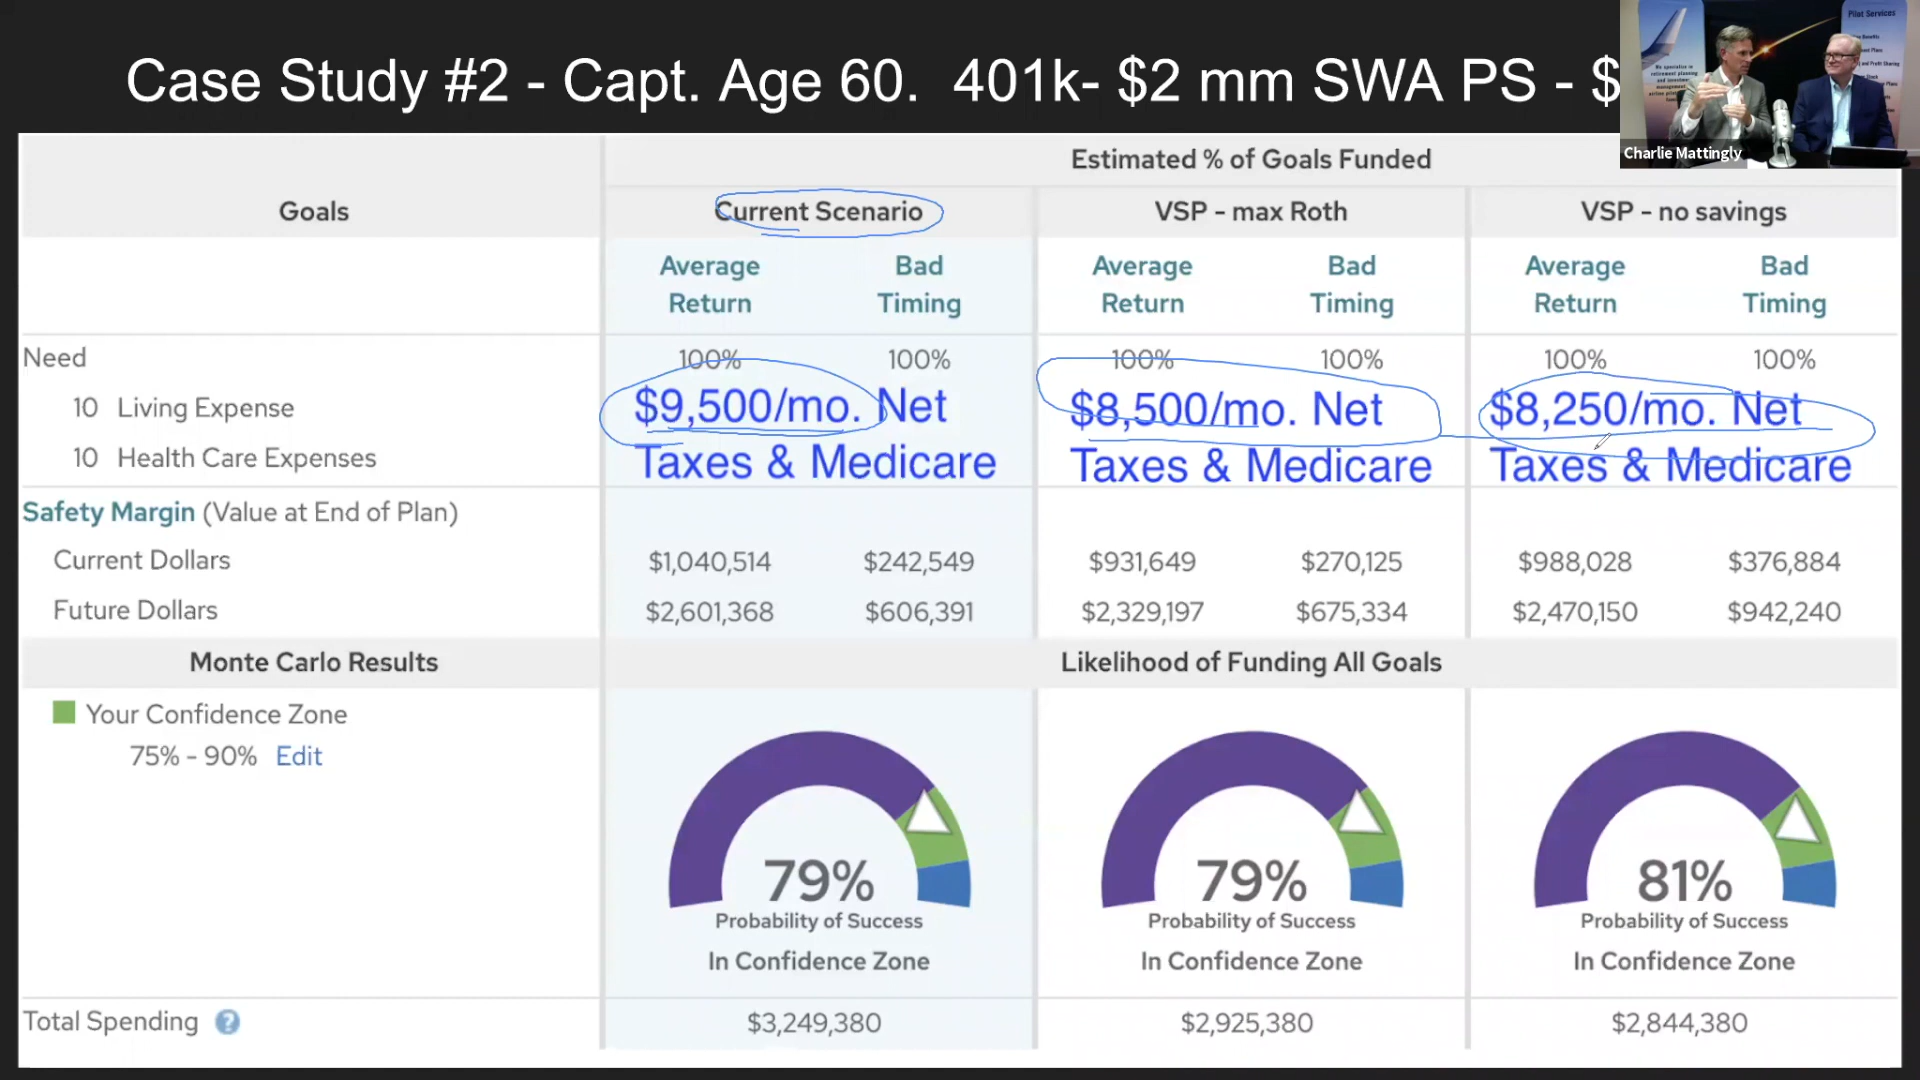 Case Study #2 - Capt. Age 60.  401k- $2 mm SWA PS - $
Pilot Services
We specialize in
retirement planning
Charlie Mattingly
Estimated % of Goals Funded
Goals
Current Scenario
VSP - max Roth
VSP - no savings
Average Return
Bad Timing
Average Return
Bad Timing
Average Return
Bad Timing
Need
100%
100%
100%
100%
100%
100%
10 Living Expense
$9,500/mo. Net
$8,500/mo. Net
$8,250/mo. Net
10 Health Care Expenses
Taxes & Medicare
Taxes & Medicare
Taxes & Medicare
Safety Margin (Value at End of Plan)
Current Dollars
$1,040,514
$242,549
$931,649
$270,125
$988,028
$376,884
Future Dollars
$2,601,368
$606,391
$2,329,197
$675,334
$2,470,150
$942,240
Monte Carlo Results
Likelihood of Funding All Goals
Your Confidence Zone
75% - 90% Edit
79%
Probability of Success
In Confidence Zone
79%
Probability of Success
In Confidence Zone
81%
Probability of Success
In Confidence Zone
Total Spending ?
$3,249,380
$2,925,380
$2,844,380